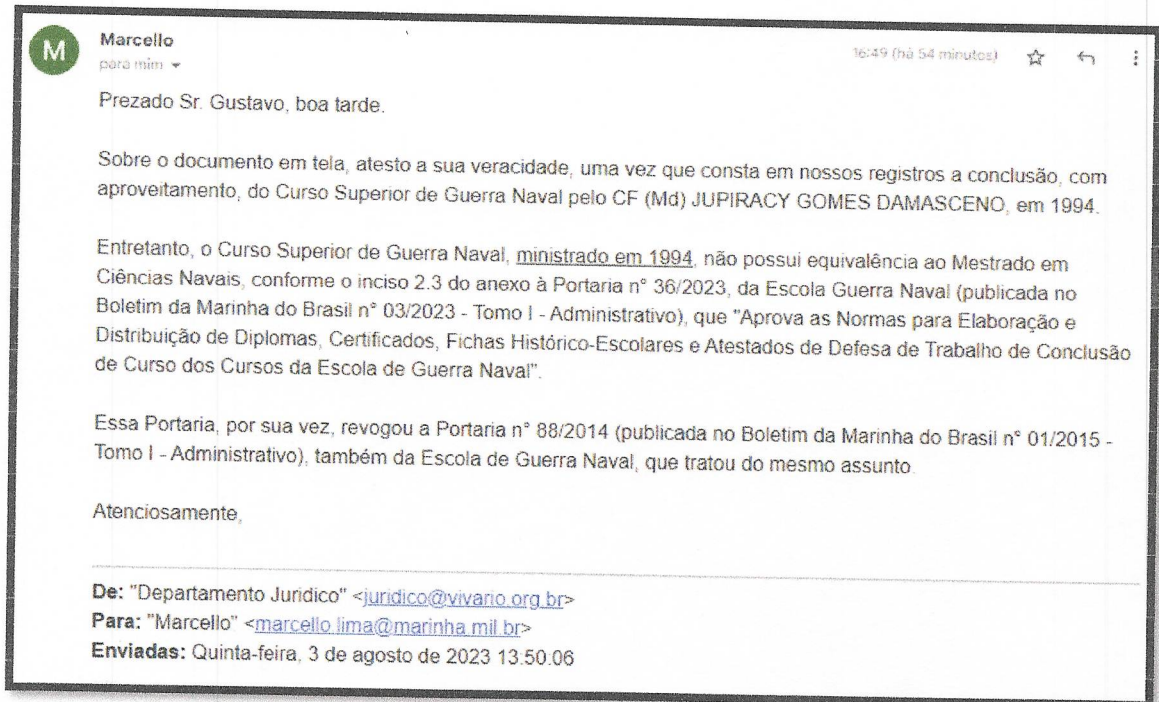 M
Marcello
16:49 (há 54 minutos)
para mim
Prezado Sr. Gustavo, boa tarde.
Sobre o documento em tela, atesto a sua veracidade, uma vez que consta em nossos registros a conclusão, com
aproveitamento, do Curso Superior de Guerra Naval pelo CF (Md) JUPIRACY GOMES DAMASCENO, em 1994.
Entretanto, o Curso Superior de Guerra Naval, ministrado em 1994, não possui equivalência ao Mestrado em
Ciências Navais, conforme o inciso 2.3 do anexo à Portaria n° 36/2023, da Escola Guerra Naval (publicada no
Boletim da Marinha do Brasil n° 03/2023 - Tomo I - Administrativo), que "Aprova as Normas para Elaboração e
Distribuição de Diplomas, Certificados, Fichas Histórico-Escolares e Atestados de Defesa de Trabalho de Conclusão
de Curso dos Cursos da Escola de Guerra Naval".
Essa Portaria, por sua vez, revogou a Portaria n° 88/2014 (publicada no Boletim da Marinha do Brasil n° 01/2015 -
Tomo I - Administrativo), também da Escola de Guerra Naval, que tratou do mesmo assunto.
Atenciosamente,
De: "Departamento Juridico" <juridico@vivario.org.br>
Para: "Marcello" <marcello.lima@marinha.mil.br>
Enviadas: Quinta-feira, 3 de agosto de 2023 13:50:06